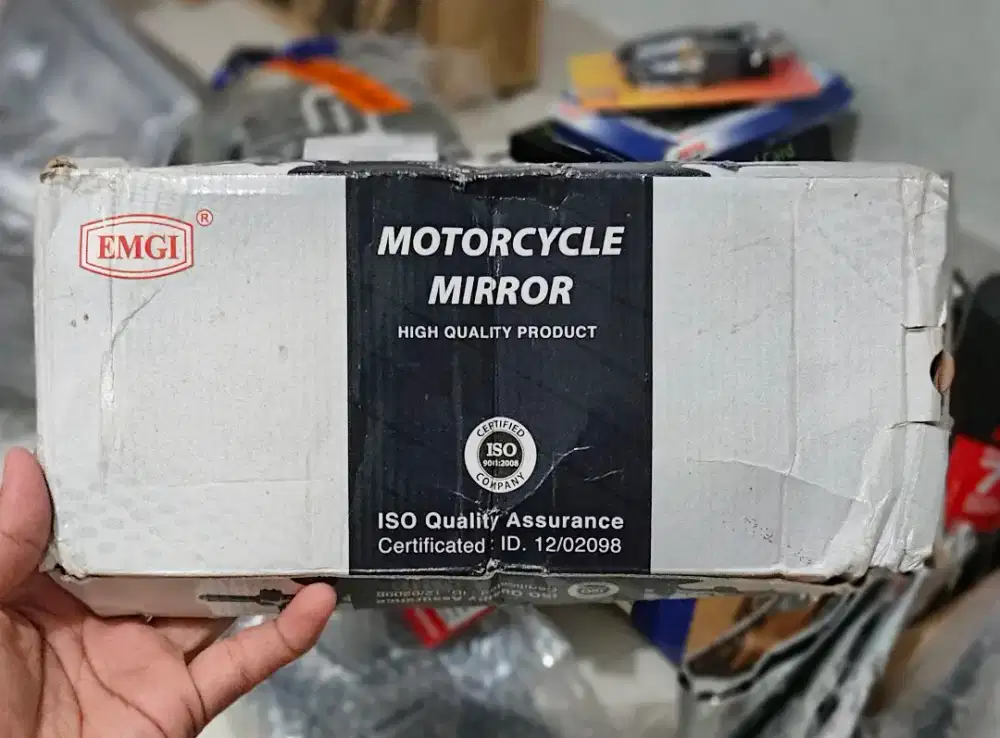 EMGI ®
MOTORCYCLE
MIRROR
HIGH QUALITY PRODUCT
CERTIFIED
ISO
9001:2008
COMPANY
ISO Quality Assurance
Certificated : ID. 12/02098